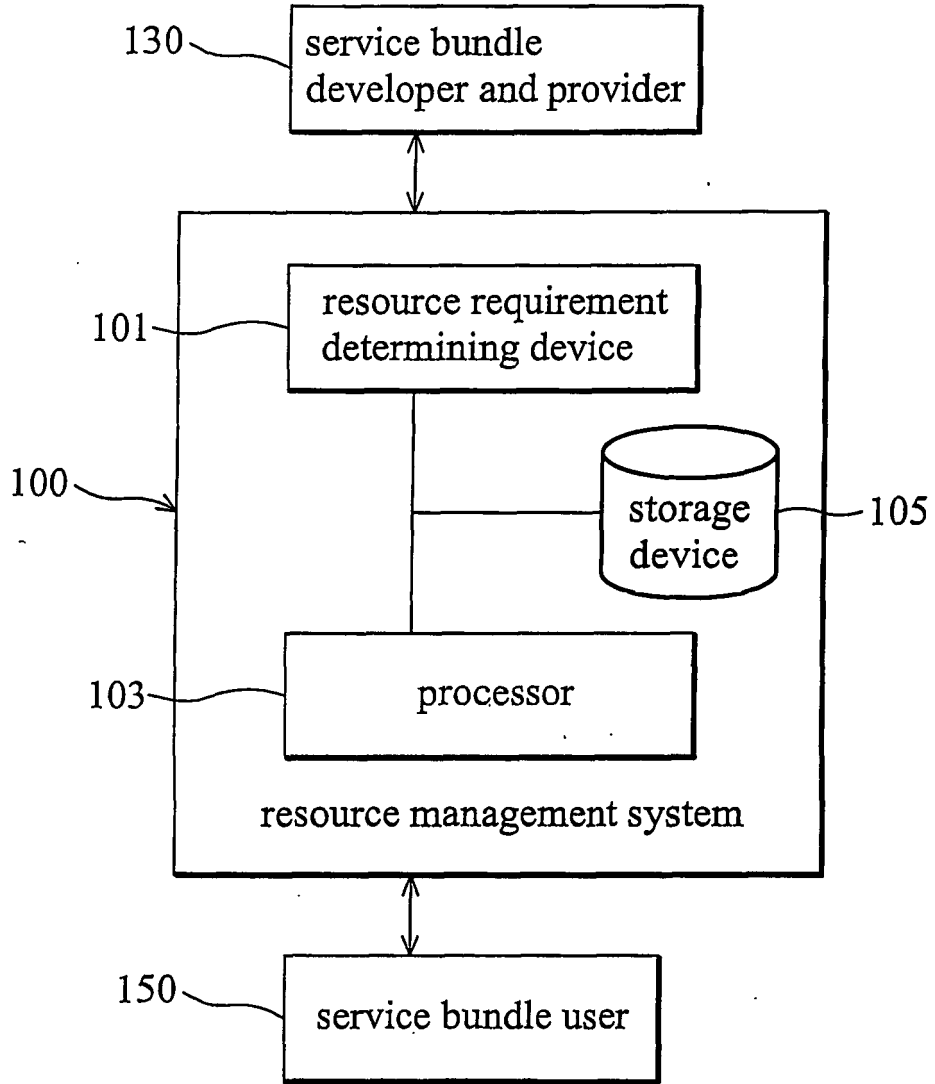 130
service bundle
developer and provider
resource requirement
determining device
101
100
storage
device
105
103
processor
resource management system
150
service bundle user